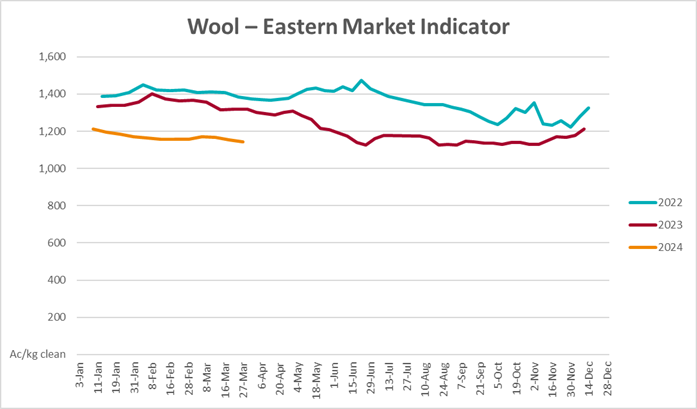 Wool – Eastern Market Indicator
1,600
1,400
1,200
1,000
800
600
400
200
Ac/kg clean
3-Jan
11-Jan
19-Jan
31-Jan
8-Feb
16-Feb
28-Feb
8-Mar
16-Mar
27-Mar
6-Apr
20-Apr
4-May
18-May
1-Jun
15-Jun
29-Jun
13-Jul
27-Jul
10-Aug
24-Aug
7-Sep
21-Sep
5-Oct
19-Oct
2-Nov
16-Nov
30-Nov
14-Dec
28-Dec
2022
2023
2024